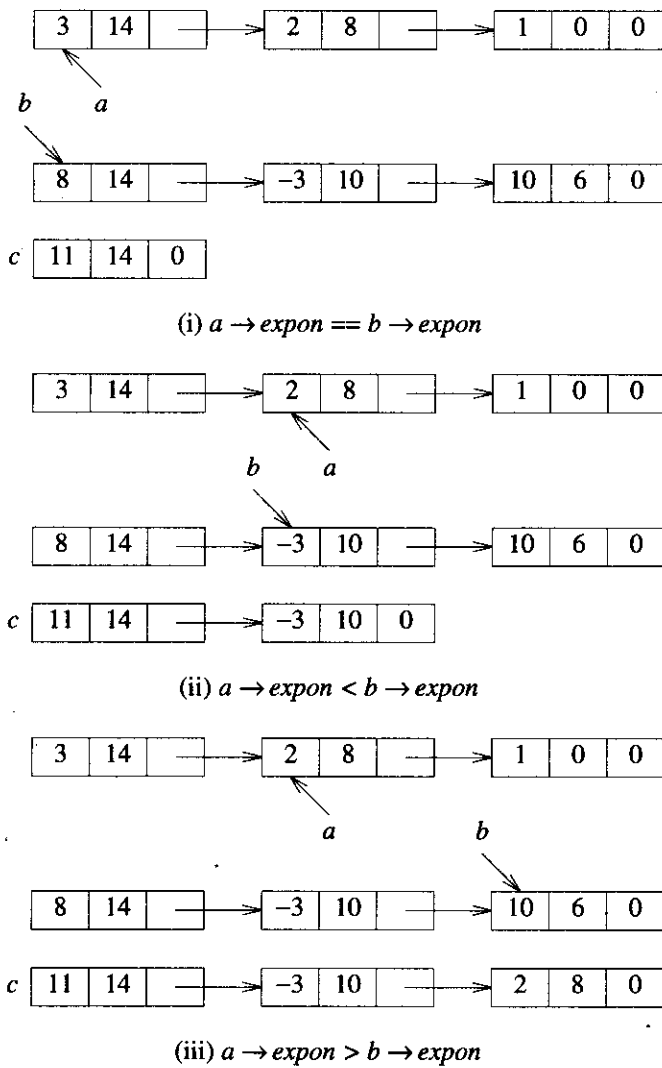 3 14 2 8 1 0 0
a
b
8 14 −3 10 10 6 0
c 11 14 0
(i) a → expon == b → expon
3 14 2 8 1 0 0
a
b
8 14 −3 10 10 6 0
c 11 14 −3 10 0
(ii) a → expon < b → expon
3 14 2 8 1 0 0
a
b
8 14 −3 10 10 6 0
c 11 14 −3 10 2 8 0
(iii) a → expon > b → expon